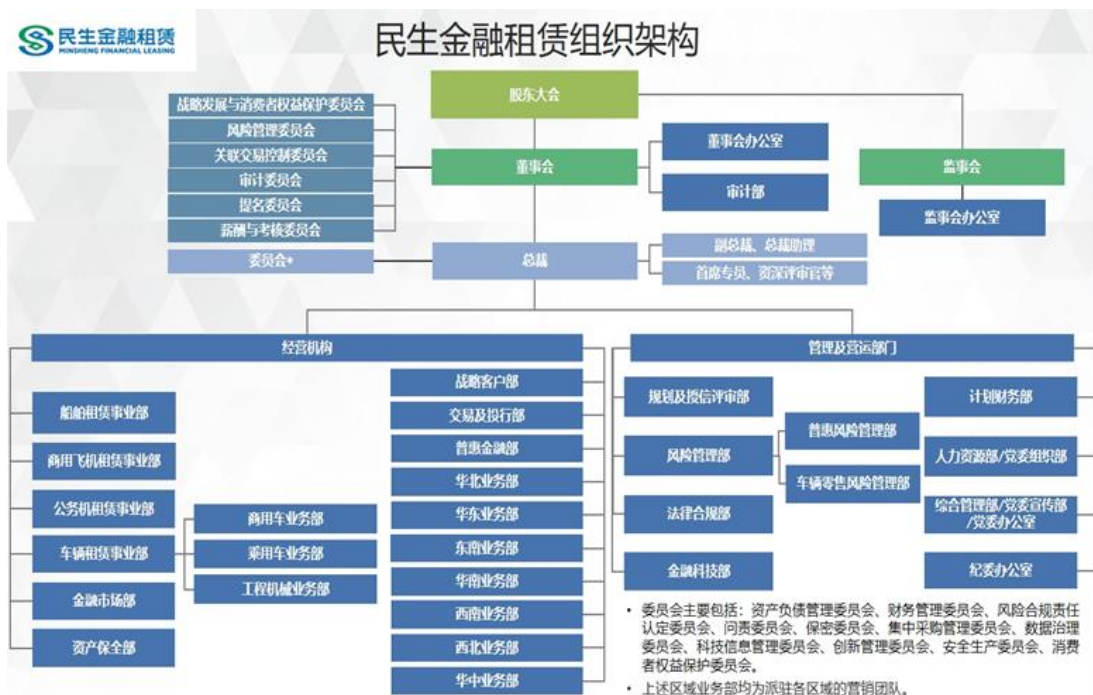 民生金融租赁
MINSHENG FINANCIAL LEASING
民生金融租赁组织架构
股东大会
战略发展与消费者权益保护委员会
风险管理委员会
关联交易控制委员会
审计委员会
提名委员会
薪酬与考核委员会
委员会*
董事会
董事会办公室
审计部
监事会
监事会办公室
总裁
副总裁、总裁助理
首席专员、资深评审官等
经营机构
船舶租赁事业部
商用飞机租赁事业部
公务机租赁事业部
车辆租赁事业部
金融市场部
资产保全部
商用车业务部
乘用车业务部
工程机械业务部
战略客户部
交易及投行部
普惠金融部
华北业务部
华东业务部
东南业务部
华南业务部
西南业务部
西北业务部
华中业务部
管理及营运部门
规划及授信评审部
风险管理部
法律合规部
金融科技部
普惠风险管理部
车辆零售风险管理部
计划财务部
人力资源部/党委组织部
综合管理部/党委宣传部
/党委办公室
纪委办公室
• 委员会主要包括：资产负债管理委员会、财务管理委员会、风险合规责任
认定委员会、问责委员会、保密委员会、集中采购管理委员会、数据治理
委员会、科技信息管理委员会、创新管理委员会、安全生产委员会、消费
者权益保护委员会。
• 上述区域业务部均为派驻各区域的营销团队。